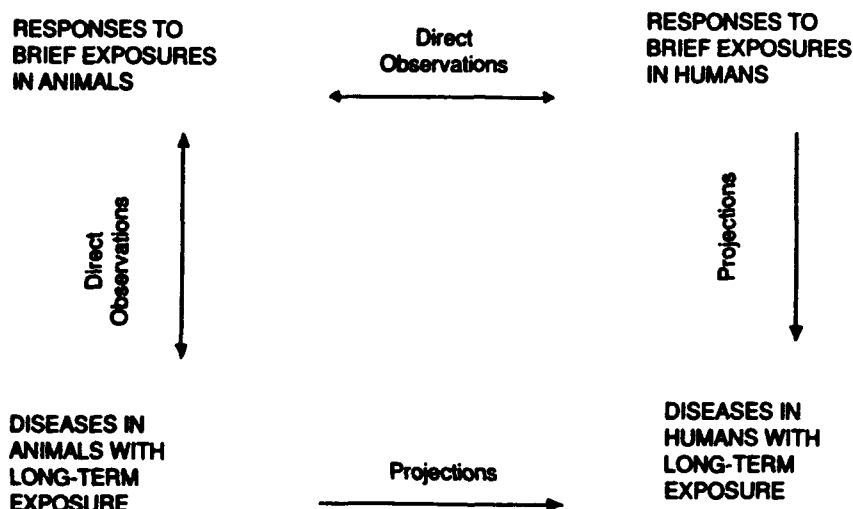 RESPONSES TO
BRIEF EXPOSURES
IN ANIMALS
Direct
Observations
RESPONSES TO
BRIEF EXPOSURES
IN HUMANS
Direct
Observations
Projections
DISEASES IN
ANIMALS WITH
LONG-TERM
EXPOSURE
Projections
DISEASES IN
HUMANS WITH
LONG-TERM
EXPOSURE